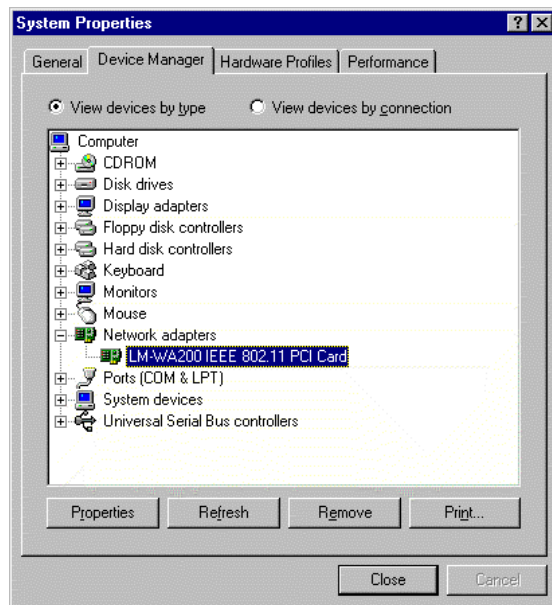 System Properties
General Device Manager Hardware Profiles Performance
View devices by type View devices by connection
Computer
CDROM
Disk drives
Display adapters
Floppy disk controllers
Hard disk controllers
Keyboard
Monitors
Mouse
Network adapters
LM-WA200 IEEE 802.11 PCI Card
Ports (COM & LPT)
System devices
Universal Serial Bus controllers
Properties Refresh Remove Print...
Close Cancel